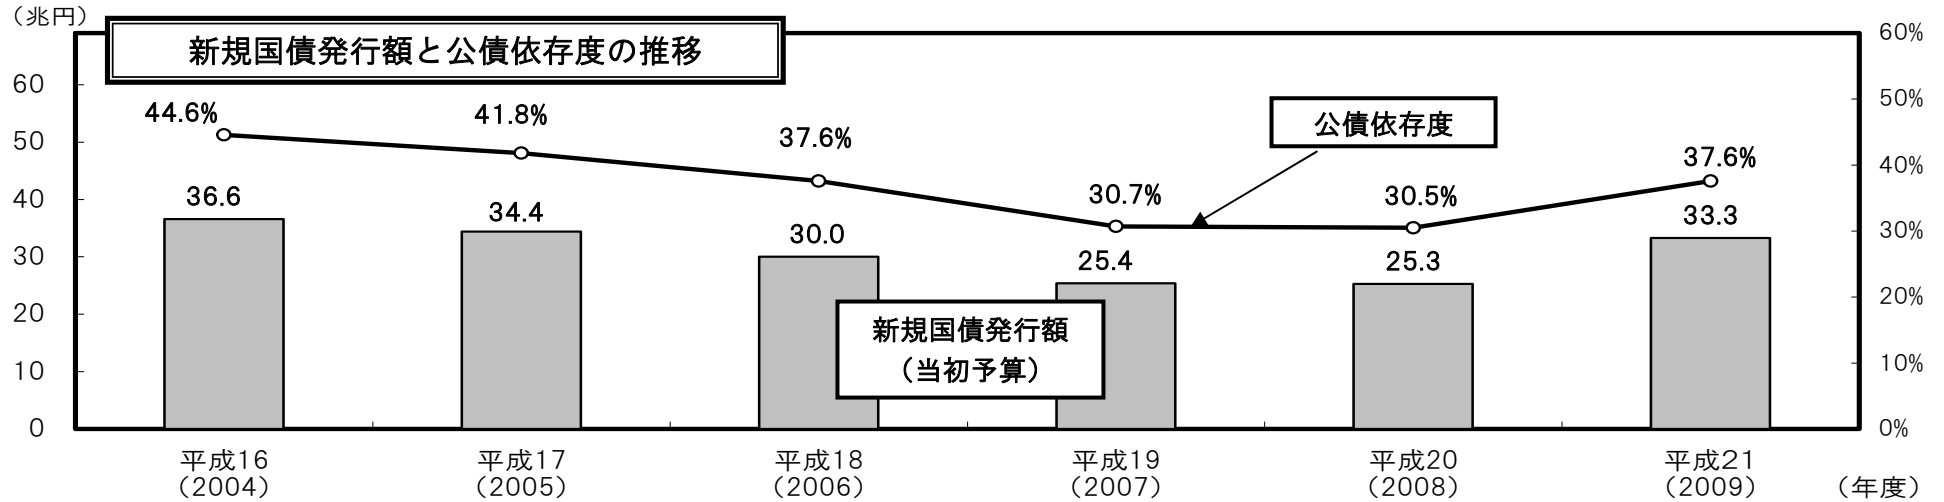 （兆円）
新規国債発行額と公債依存度の推移
60%
60
50%
44.6%
41.8%
公債依存度
50
37.6%
37.6%
40%
40
36.6
34.4
30.7%
30.5%
33.3
30.0
30%
30
25.4
25.3
20%
20
新規国債発行額
（当初予算）
10
10%
0
0%
平成16
平成17
平成18
平成19
平成20
平成21
（2004）
（2005）
（2006）
（2007）
（2008）
（2009）
（年度）